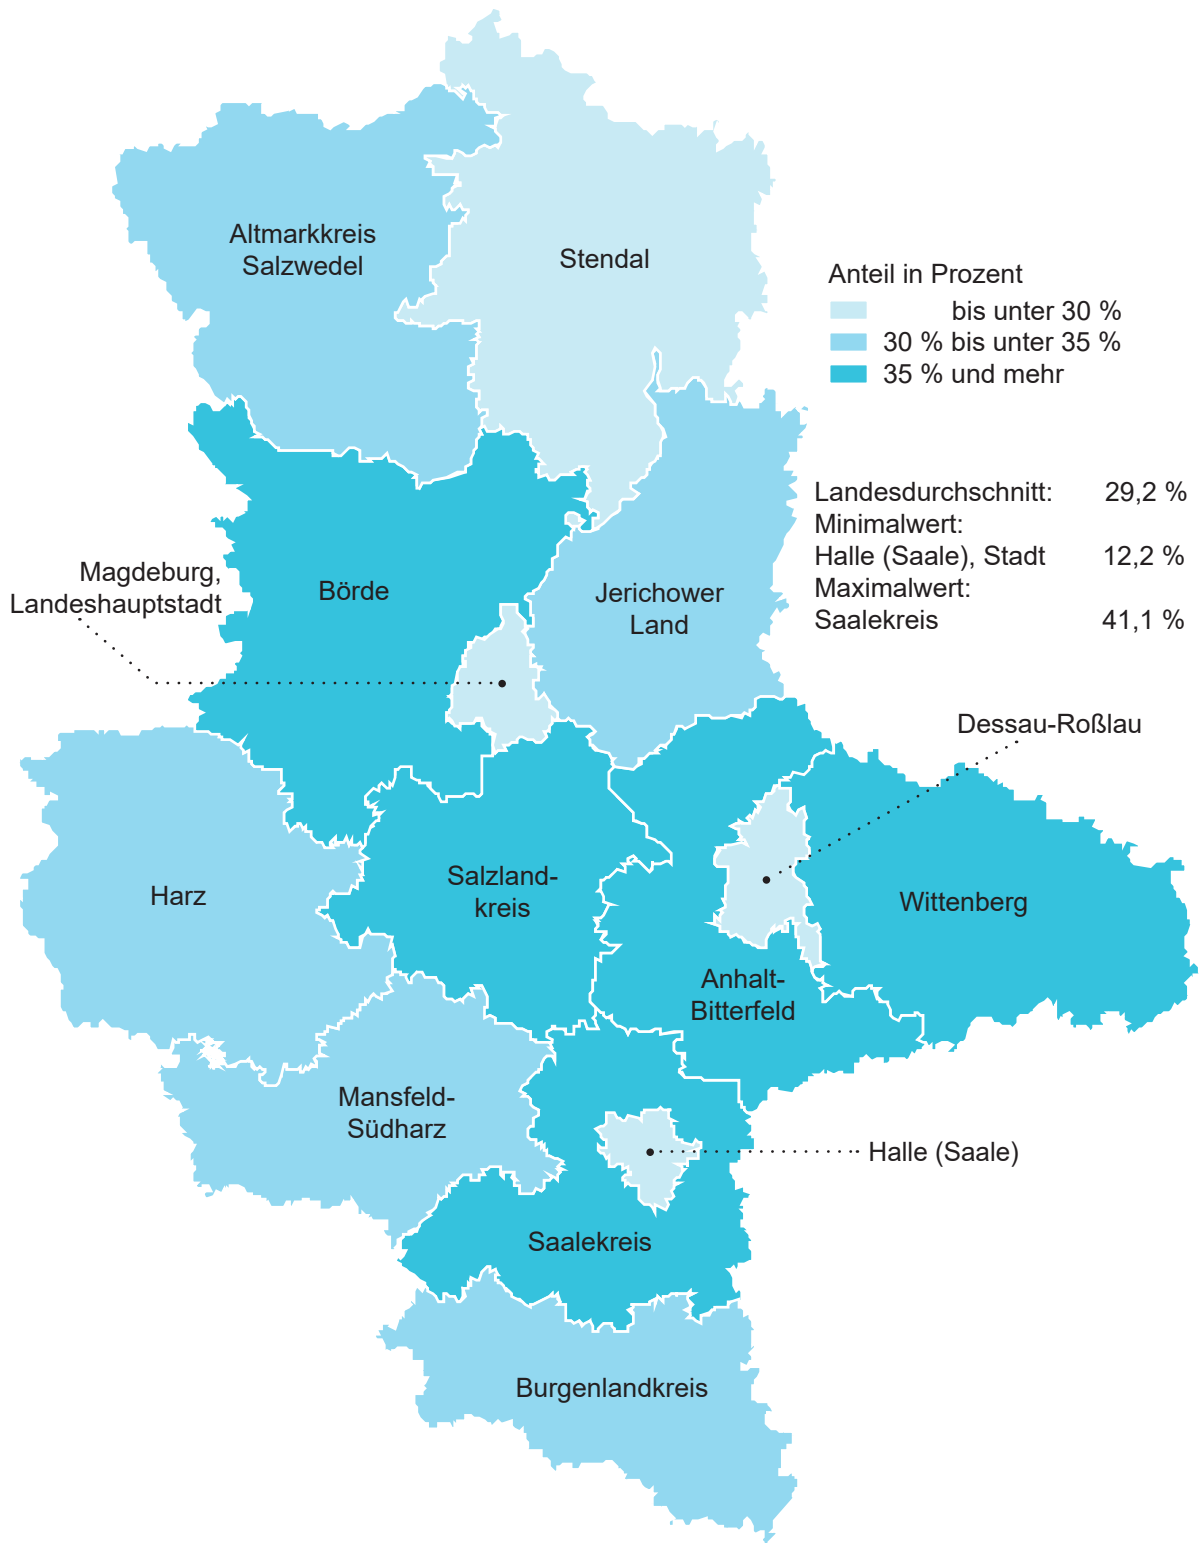 Altmarkkreis
Salzwedel
Stendal
Anteil in Prozent
bis unter 30 %
30 % bis unter 35 %
35 % und mehr
Landesdurchschnitt: 29,2 %
Minimalwert:
Halle (Saale), Stadt 12,2 %
Maximalwert:
Saalekreis 41,1 %
Magdeburg,
Landeshauptstadt
Börde
Jerichower
Land
Dessau-Roßlau
Harz
Salzland-
kreis
Wittenberg
Anhalt-
Bitterfeld
Mansfeld-
Südharz
Halle (Saale)
Saalekreis
Burgenlandkreis